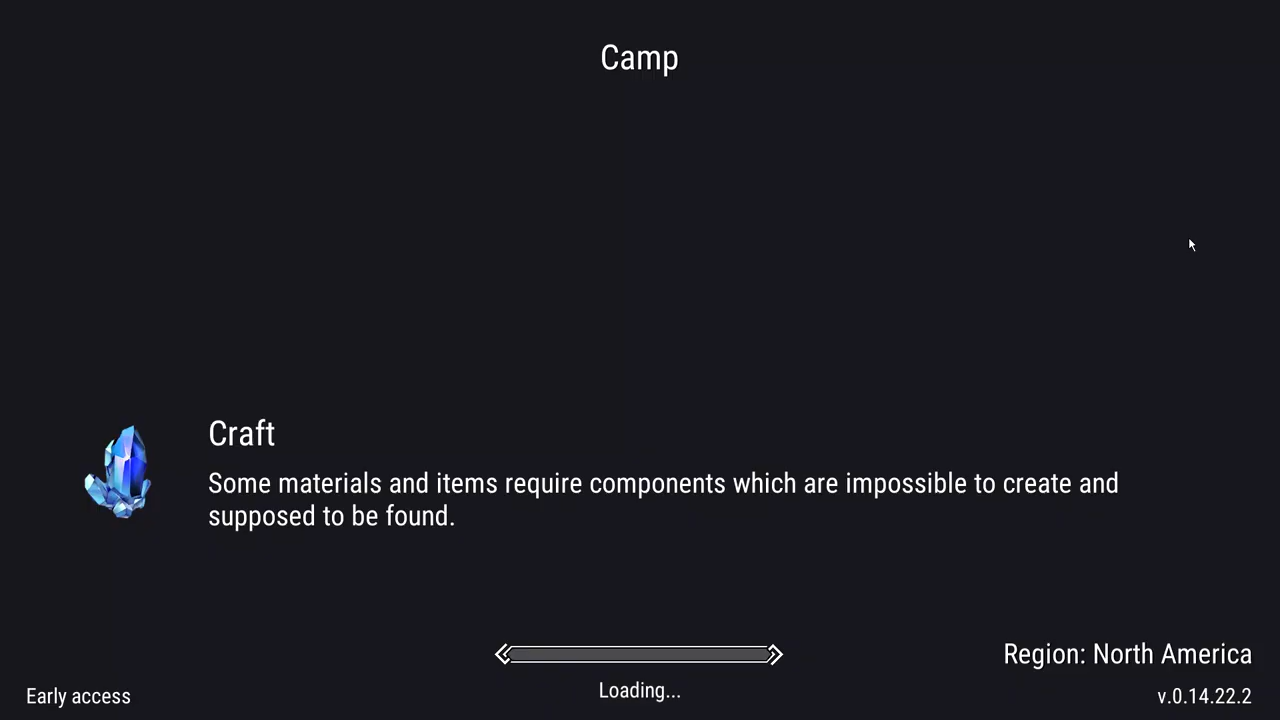 Camp
Craft
Some materials and items require components which are impossible to create and
supposed to be found.
Region: North America
Loading...
Early access
v.0.14.22.2